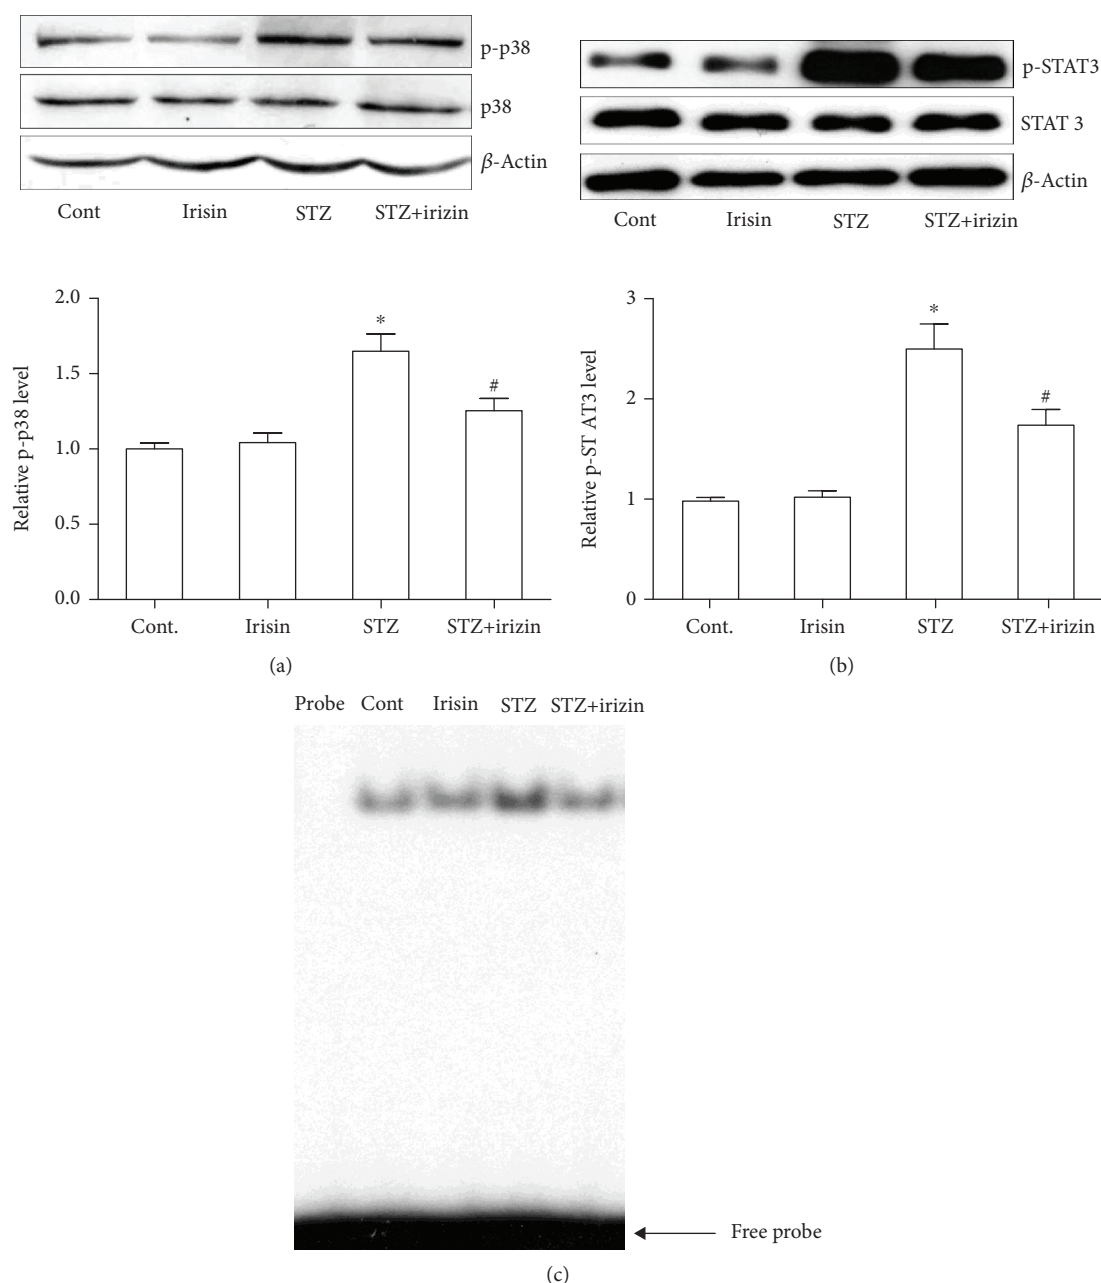 p-p38
p38
β-Actin
Cont Irisin STZ STZ+irizin
p-STAT3
STAT 3
β-Actin
Cont Irisin STZ STZ+irizin
Relative p-p38 level
2.0
1.5
1.0
0.5
0.0
*
#
Cont. Irisin STZ STZ+irizin
(a)
Relative p-ST AT3 level
3
2
1
0
*
#
Cont. Irisin STZ STZ+irizin
(b)
Probe Cont Irisin STZ STZ+irizin
Free probe
(c)